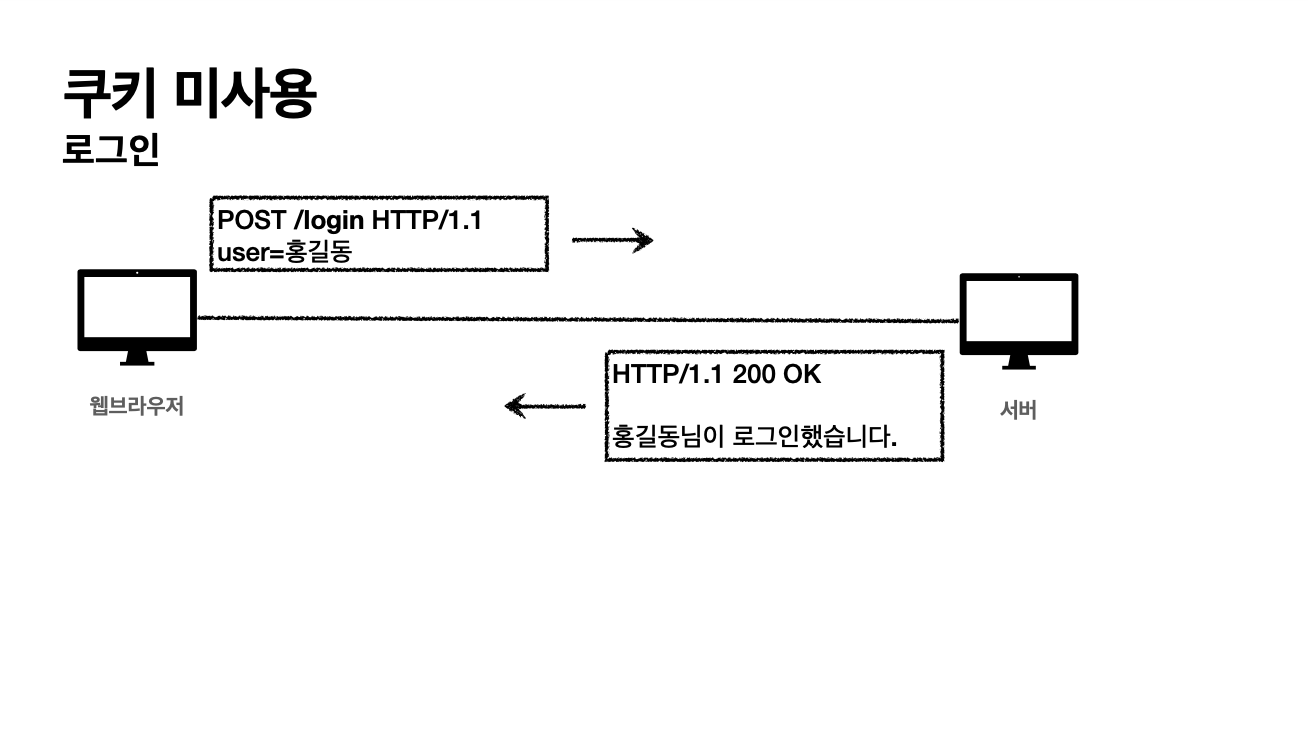 쿠키 미사용
로그인
POST /login HTTP/1.1
user=홍길동
웹브라우저
HTTP/1.1 200 OK
홍길동님이 로그인했습니다.
서버